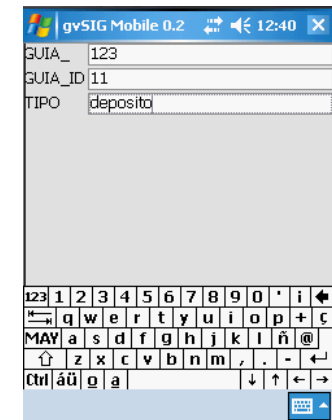 gvSIG Mobile 0.2 12:40
GUIA_ 123
GUIA_ID 11
TIPO deposito
123 1 2 3 4 5 6 7 8 9 0 ' ¡
q w e r t y u i o p + ç
MAY a s d f g h j k l ñ @
z x c v b n m , . -
Ctrl áü º ª